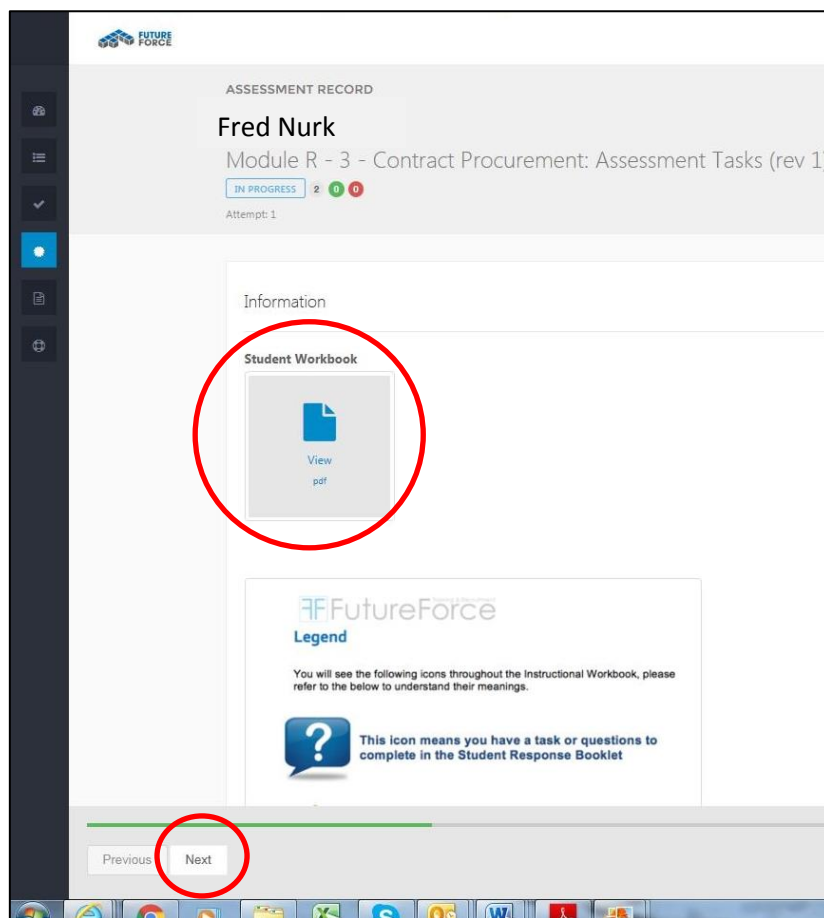 FUTURE
FORCE
ASSESSMENT RECORD
Fred Nurk
Module R - 3 - Contract Procurement: Assessment Tasks (rev 1)
IN PROGRESS 2 0 0
Attempt: 1
Information
Student Workbook
View
pdf
FutureForce
Legend
You will see the following icons throughout the Instructional Workbook, please
refer to the below to understand their meanings.
?
This icon means you have a task or questions to
complete in the Student Response Booklet
Previous
Next